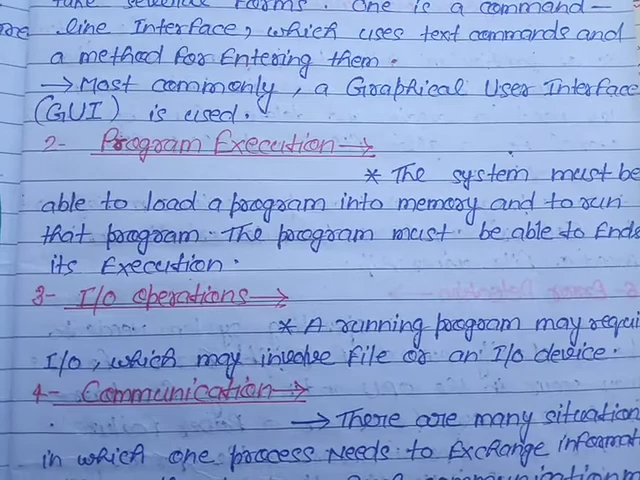 take several forms. One is a command-
line Interface, which uses text commands and
a method for Entering them.
→ Most commonly, a Graphical User Interface
(GUI) is used.
2- Program Execution →
* The system must be
able to load a program into memory and to run
that program. The program must be able to Ende
its Execution.
3- I/O Operations →
* A running program may requi
I/O, which may involve File or an I/O device.
4- Communication →
→ There are many situation
in which one process Needs to Exchange informat